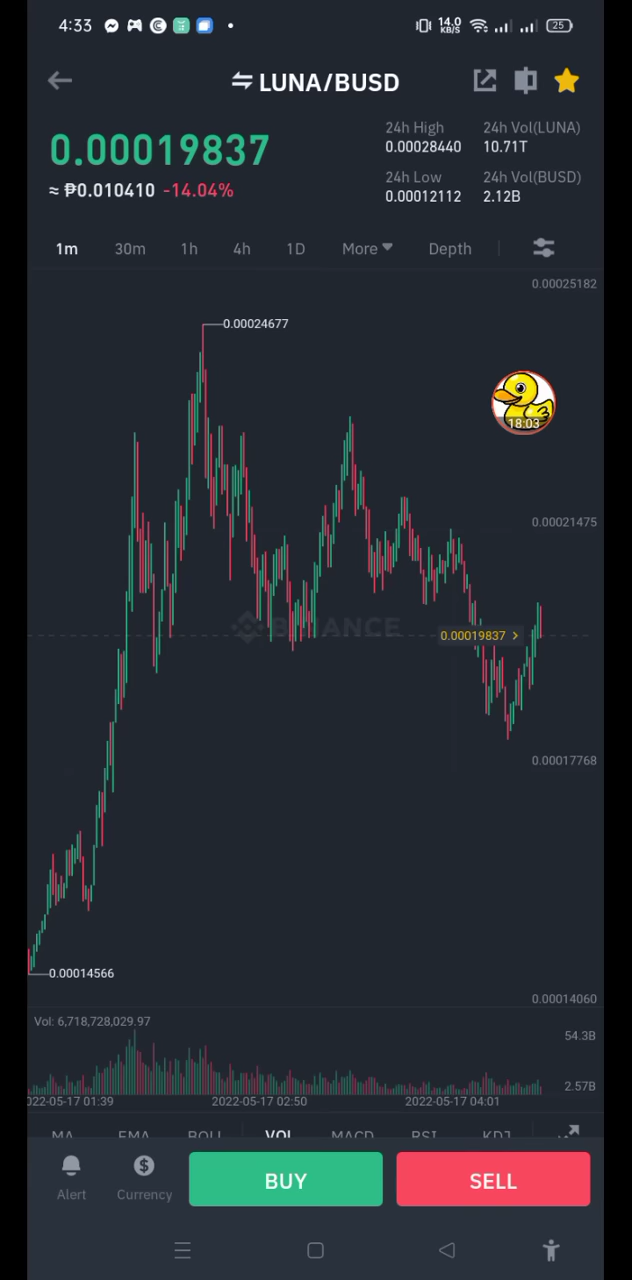 4:33
14.0 KB/S
25
LUNA/BUSD
0.00019837
≈ ₱0.010410 -14.04%
24h High
0.00028440
24h Vol(LUNA)
10.71T
24h Low
0.00012112
24h Vol(BUSD)
2.12B
1m 30m 1h 4h 1D More Depth
0.00025182
0.00024677
18:03
0.00021475
BINANCE
0.00019837
0.00017768
0.00014566
0.00014060
Vol: 6,718,728,029.97
54.3B
2.57B
022-05-17 01:39 2022-05-17 02:50 2022-05-17 04:01
MA EMA BOLL VOL MACD RSI KDJ
Alert Currency BUY SELL